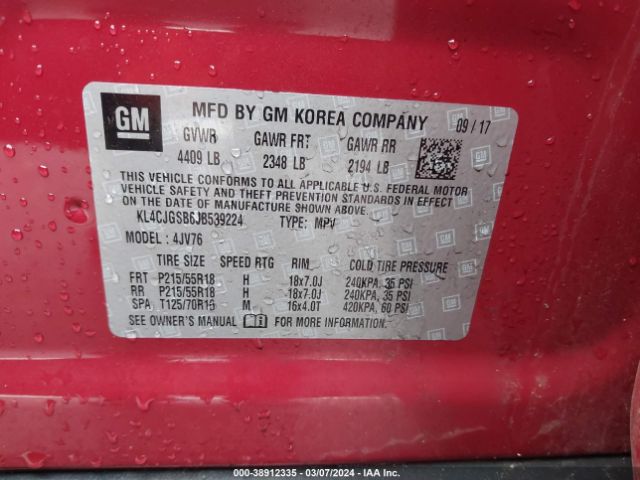 GM
MFD BY GM KOREA COMPANY 09 / 17
GVWR GAWR FRT GAWR RR
4409 LB 2348 LB 2194 LB
THIS VEHICLE CONFORMS TO ALL APPLICABLE U.S. FEDERAL MOTOR
VEHICLE SAFETY AND THEFT PREVENTION STANDARDS IN EFFECT
ON THE DATE OF MANUFACTURE SHOWN ABOVE.
KL4CJGSB6JB539224 TYPE: MPV
MODEL: 4JV76
TIRE SIZE SPEED RTG RIM COLD TIRE PRESSURE
FRT P215/55R18 H 18x7.0J 240KPA, 35 PSI
RR P215/55R18 H 18x7.0J 240KPA, 35 PSI
SPA T125/70R15 M 16x4.0T 420KPA, 60 PSI
SEE OWNER'S MANUAL FOR MORE INFORMATION.
000-38912335 - 03/07/2024 - IAA Inc.